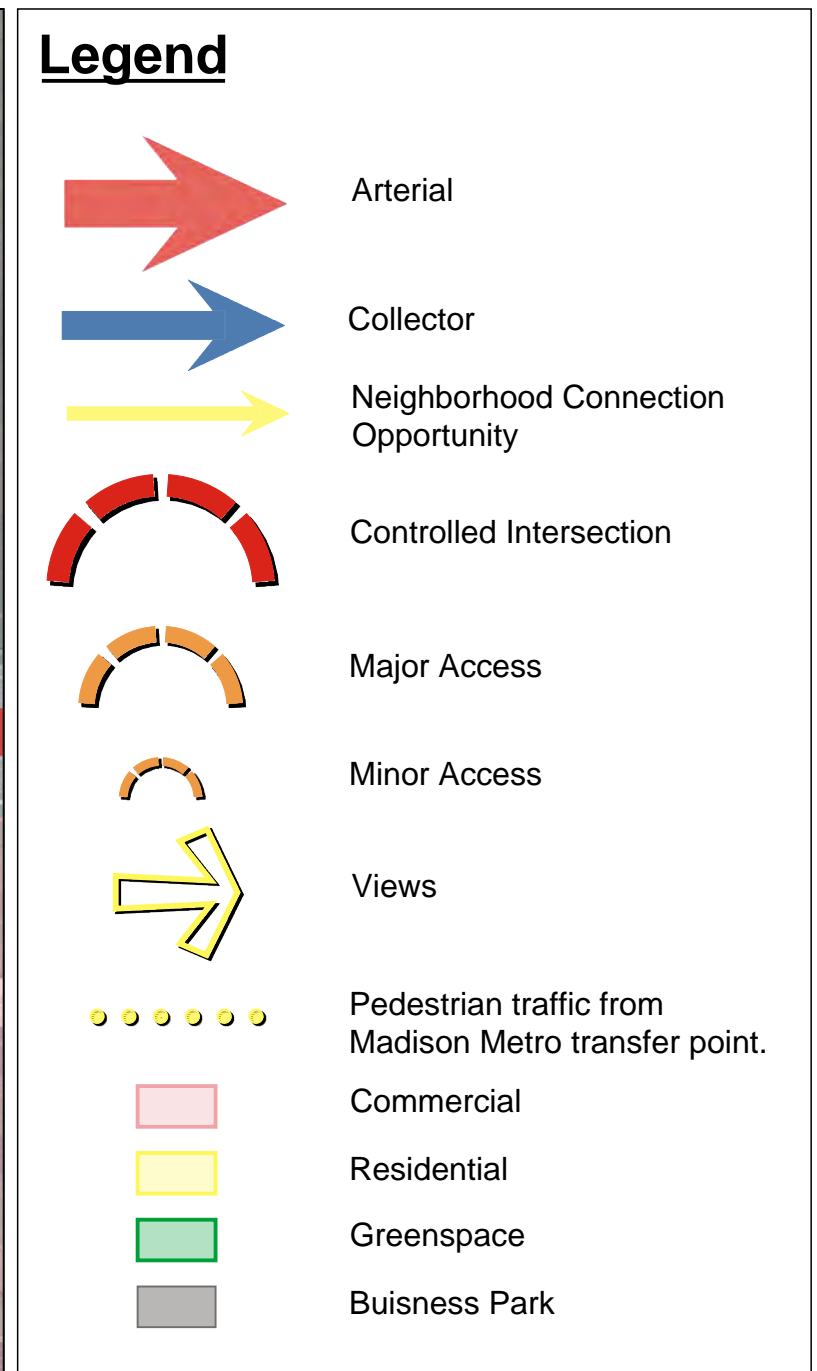 Legend
Arterial
Collector
Neighborhood Connection
Opportunity
Controlled Intersection
Major Access
Minor Access
Views
Pedestrian traffic from
Madison Metro transfer point.
Commercial
Residential
Greenspace
Buisness Park